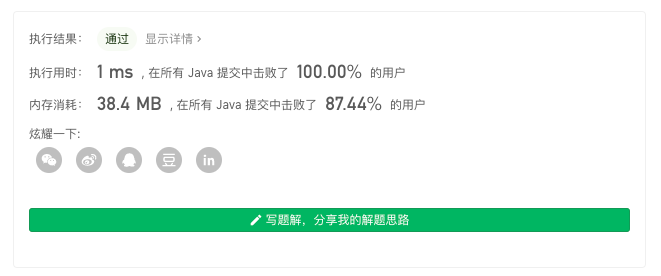 执行结果： 通过 显示详情 >
执行用时： 1 ms , 在所有 Java 提交中击败了 100.00% 的用户
内存消耗： 38.4 MB , 在所有 Java 提交中击败了 87.44% 的用户
炫耀一下:
豆 in
写题解，分享我的解题思路